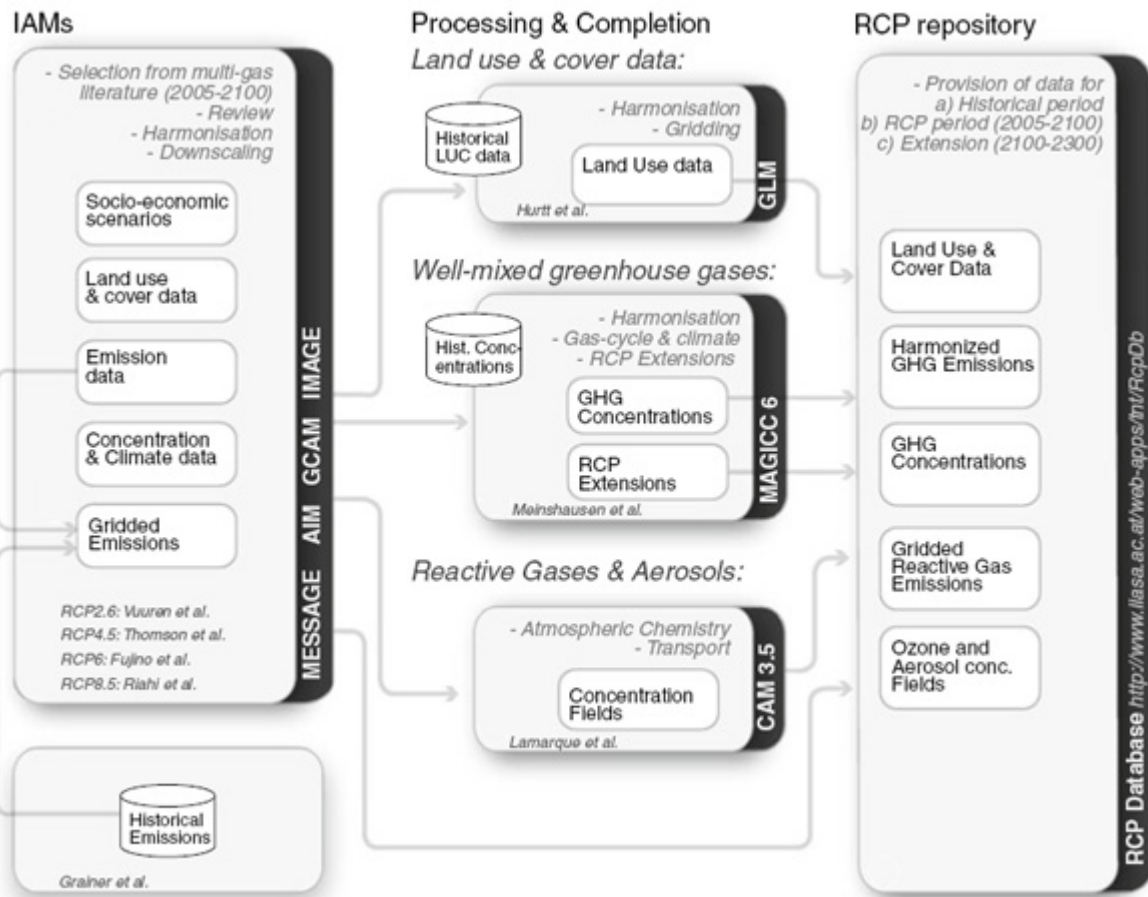 IAMs
- Selection from multi-gas
literature (2005-2100)
- Review
- Harmonisation
- Downscaling
Socio-economic
scenarios
Land use
& cover data
Emission
data
Concentration
& Climate data
Gridded
Emissions
RCP2.6: Vuuren et al.
RCP4.5: Thomson et al.
RCP6: Fujino et al.
RCP8.5: Riahi et al.
MESSAGE AIM GCAM IMAGE
Historical
Emissions
Grainer et al.
Processing & Completion
Land use & cover data:
Historical
LUC data
- Harmonisation
- Gridding
Land Use data
Hurtt et al.
GLM
Well-mixed greenhouse gases:
Hist. Conc-
entrations
- Harmonisation
- Gas-cycle & climate
- RCP Extensions
GHG
Concentrations
RCP
Extensions
Meinshausen et al.
MAGICC 6
Reactive Gases & Aerosols:
- Atmospheric Chemistry
- Transport
Concentration
Fields
Lamarque et al.
CAM 3.5
RCP repository
- Provision of data for
a) Historical period
b) RCP period (2005-2100)
c) Extension (2100-2300)
Land Use &
Cover Data
Harmonized
GHG Emissions
GHG
Concentrations
Gridded
Reactive Gas
Emissions
Ozone and
Aerosol conc.
Fields
RCP Database http://www.iiasa.ac.at/web-apps/tnt/RcpDb